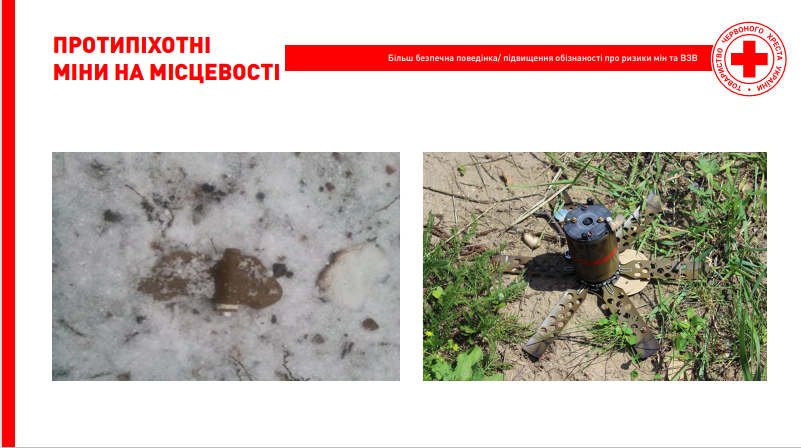 ПРОТИПІХОТНІ
МІНИ НА МІСЦЕВОСТІ
Більш безпечна поведінка/ підвищення обізнаності про ризики мін та ВЗВ
ТОВАРИСТВО ЧЕРВОНОГО ХРЕСТА УКРАЇНИ